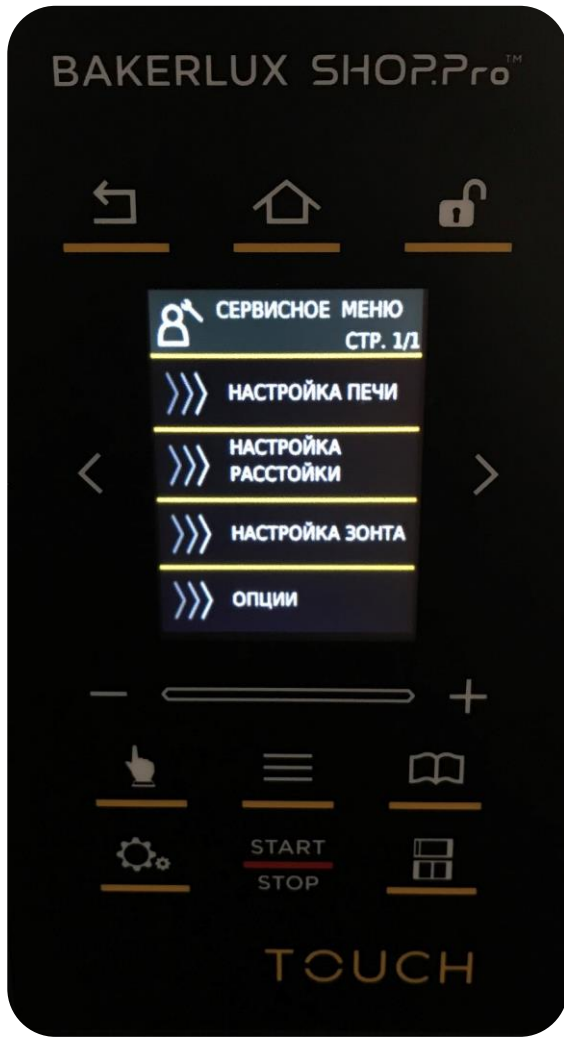 BAKERLUX SHOP.Pro™
СЕРВИСНОЕ МЕНЮ
СТР. 1/1
НАСТРОЙКА ПЕЧИ
НАСТРОЙКА
РАССТОЙКИ
НАСТРОЙКА ЗОНТА
ОПЦИИ
START
STOP
TOUCH